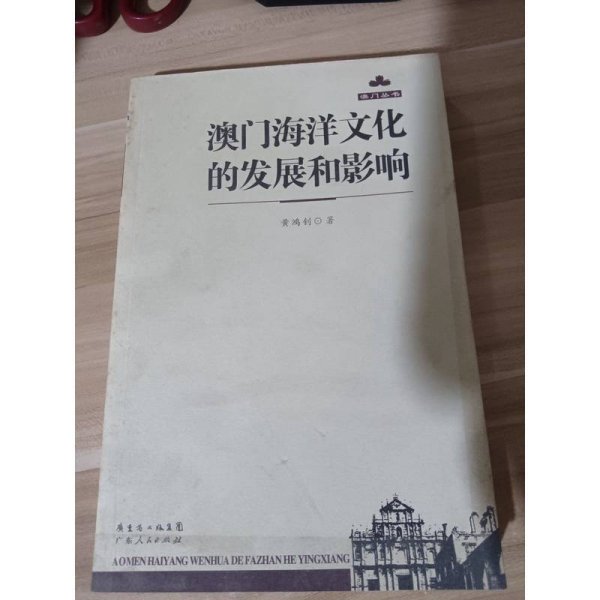 澳门丛书
澳门海洋文化
的发展和影响
黄鸿钊⊙著
广东省出版集团
广东人民出版社
AOMEN HAIYANG WENHUA DE FAZHAN HE YINGXIANG